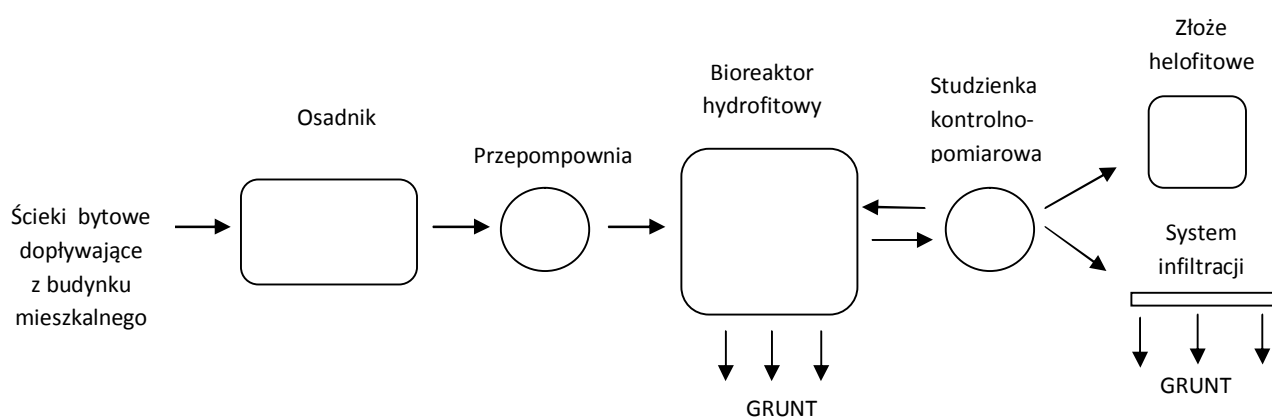 Ścieki bytowe
dopływające
z budynku
mieszkalnego
Osadnik
Przepompownia
Bioreaktor
hydrofitowy
GRUNT
Studzienka
kontrolno-
pomiarowa
Złoże
helofitowe
System
infiltracji
GRUNT